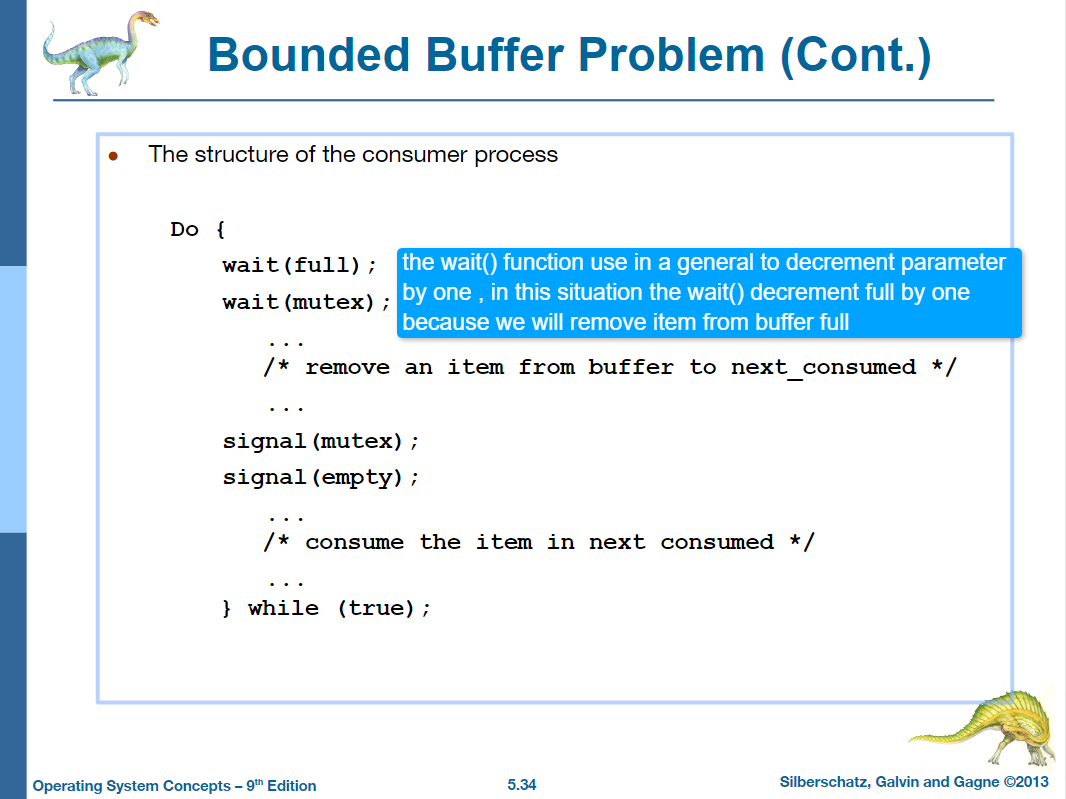 Bounded Buffer Problem (Cont.)
● The structure of the consumer process
Do {
wait(full);
the wait() function use in a general to decrement parameter
by one , in this situation the wait() decrement full by one
because we will remove item from buffer full
wait(mutex);
...
/* remove an item from buffer to next_consumed */
...
signal(mutex);
signal(empty);
...
/* consume the item in next consumed */
...
} while (true);
Operating System Concepts – 9th Edition
5.34
Silberschatz, Galvin and Gagne ©2013